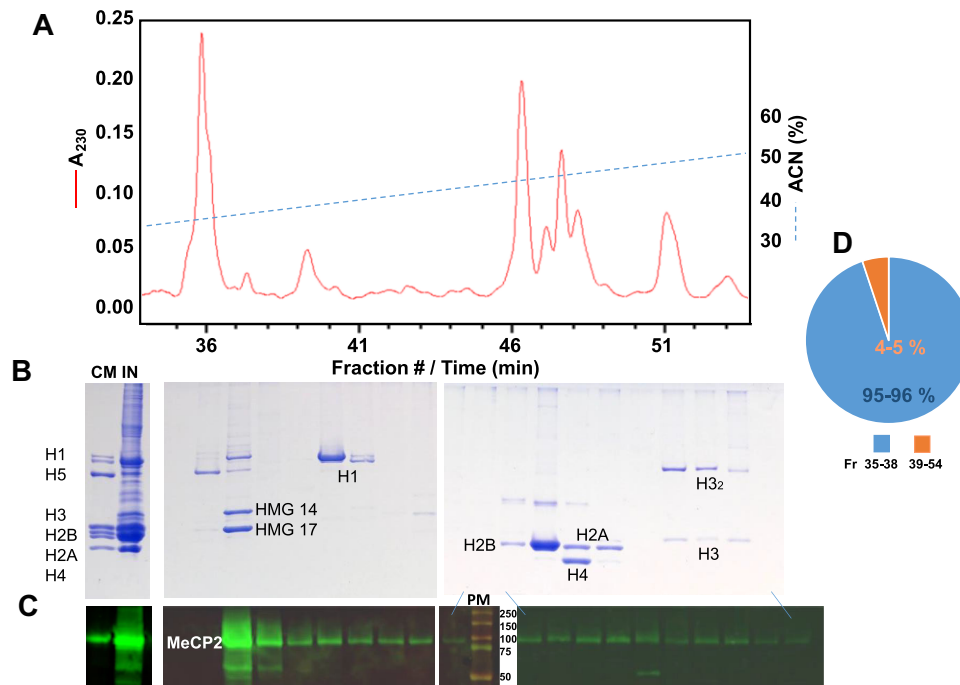 A
0.25
0.20
0.15
0.10
0.05
0.00
A230
60
50
40
30
ACN (%)
36
41
46
51
Fraction # / Time (min)
B
CM IN
H1
H5
H3
H2B
H2A
H4
HMG 14
HMG 17
H1
H2B
H2A
H4
H32
H3
C
MeCP2
PM
250
150
100
75
50
D
4-5 %
95-96 %
Fr 35-38 39-54